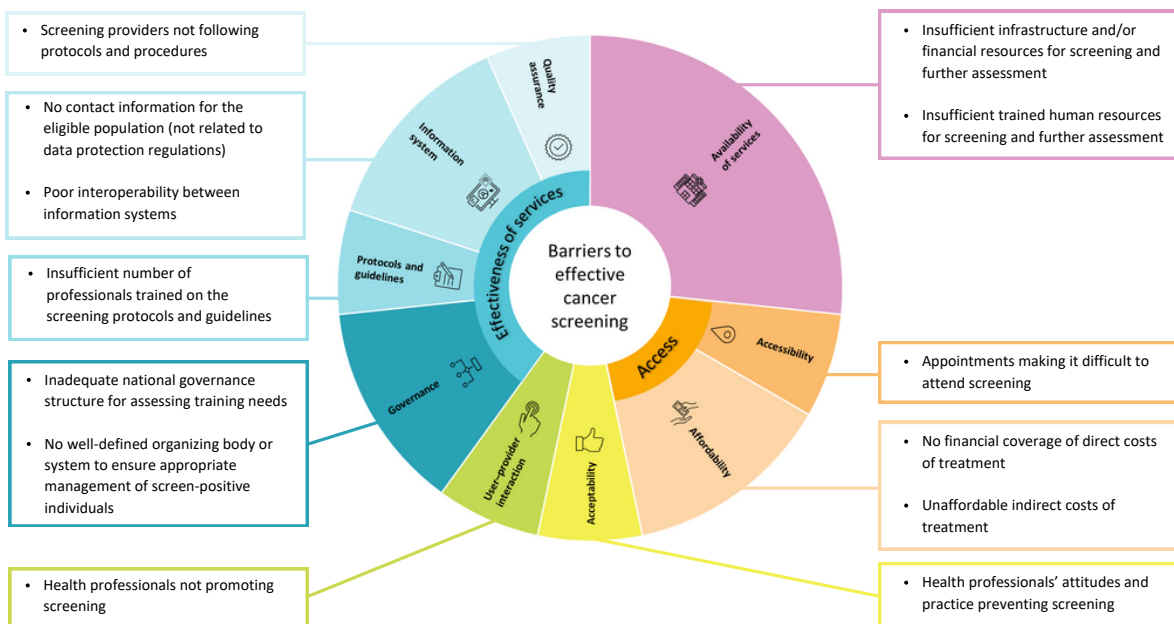 • Screening providers not following
protocols and procedures
• No contact information for the
eligible population (not related to
data protection regulations)
• Poor interoperability between
information systems
• Insufficient number of
professionals trained on the
screening protocols and guidelines
• Inadequate national governance
structure for assessing training needs
• No well-defined organizing body or
system to ensure appropriate
management of screen-positive
individuals
• Health professionals not promoting
screening
Quality
assurance
Information
system
Protocols and
guidelines
Governance
User–provider
interaction
Acceptability
Affordability
Accessibility
Availability
of services
Effectiveness of services
Access
Barriers to
effective
cancer
screening
• Insufficient infrastructure and/or
financial resources for screening and
further assessment
• Insufficient trained human resources
for screening and further assessment
• Appointments making it difficult to
attend screening
• No financial coverage of direct costs
of treatment
• Unaffordable indirect costs of
treatment
• Health professionals’ attitudes and
practice preventing screening